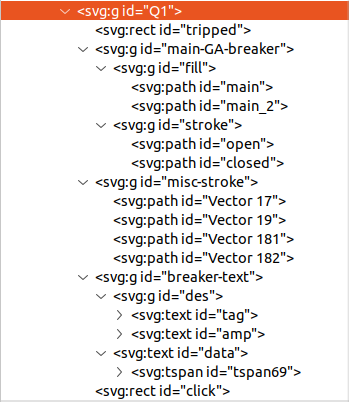 <svg:g id="Q1">
<svg:rect id="tripped">
<svg:g id="main-GA-breaker">
<svg:g id="fill">
<svg:path id="main">
<svg:path id="main_2">
<svg:g id="stroke">
<svg:path id="open">
<svg:path id="closed">
<svg:g id="misc-stroke">
<svg:path id="Vector 17">
<svg:path id="Vector 19">
<svg:path id="Vector 181">
<svg:path id="Vector 182">
<svg:g id="breaker-text">
<svg:g id="des">
<svg:text id="tag">
<svg:text id="amp">
<svg:text id="data">
<svg:tspan id="tspan69">
<svg:rect id="click">